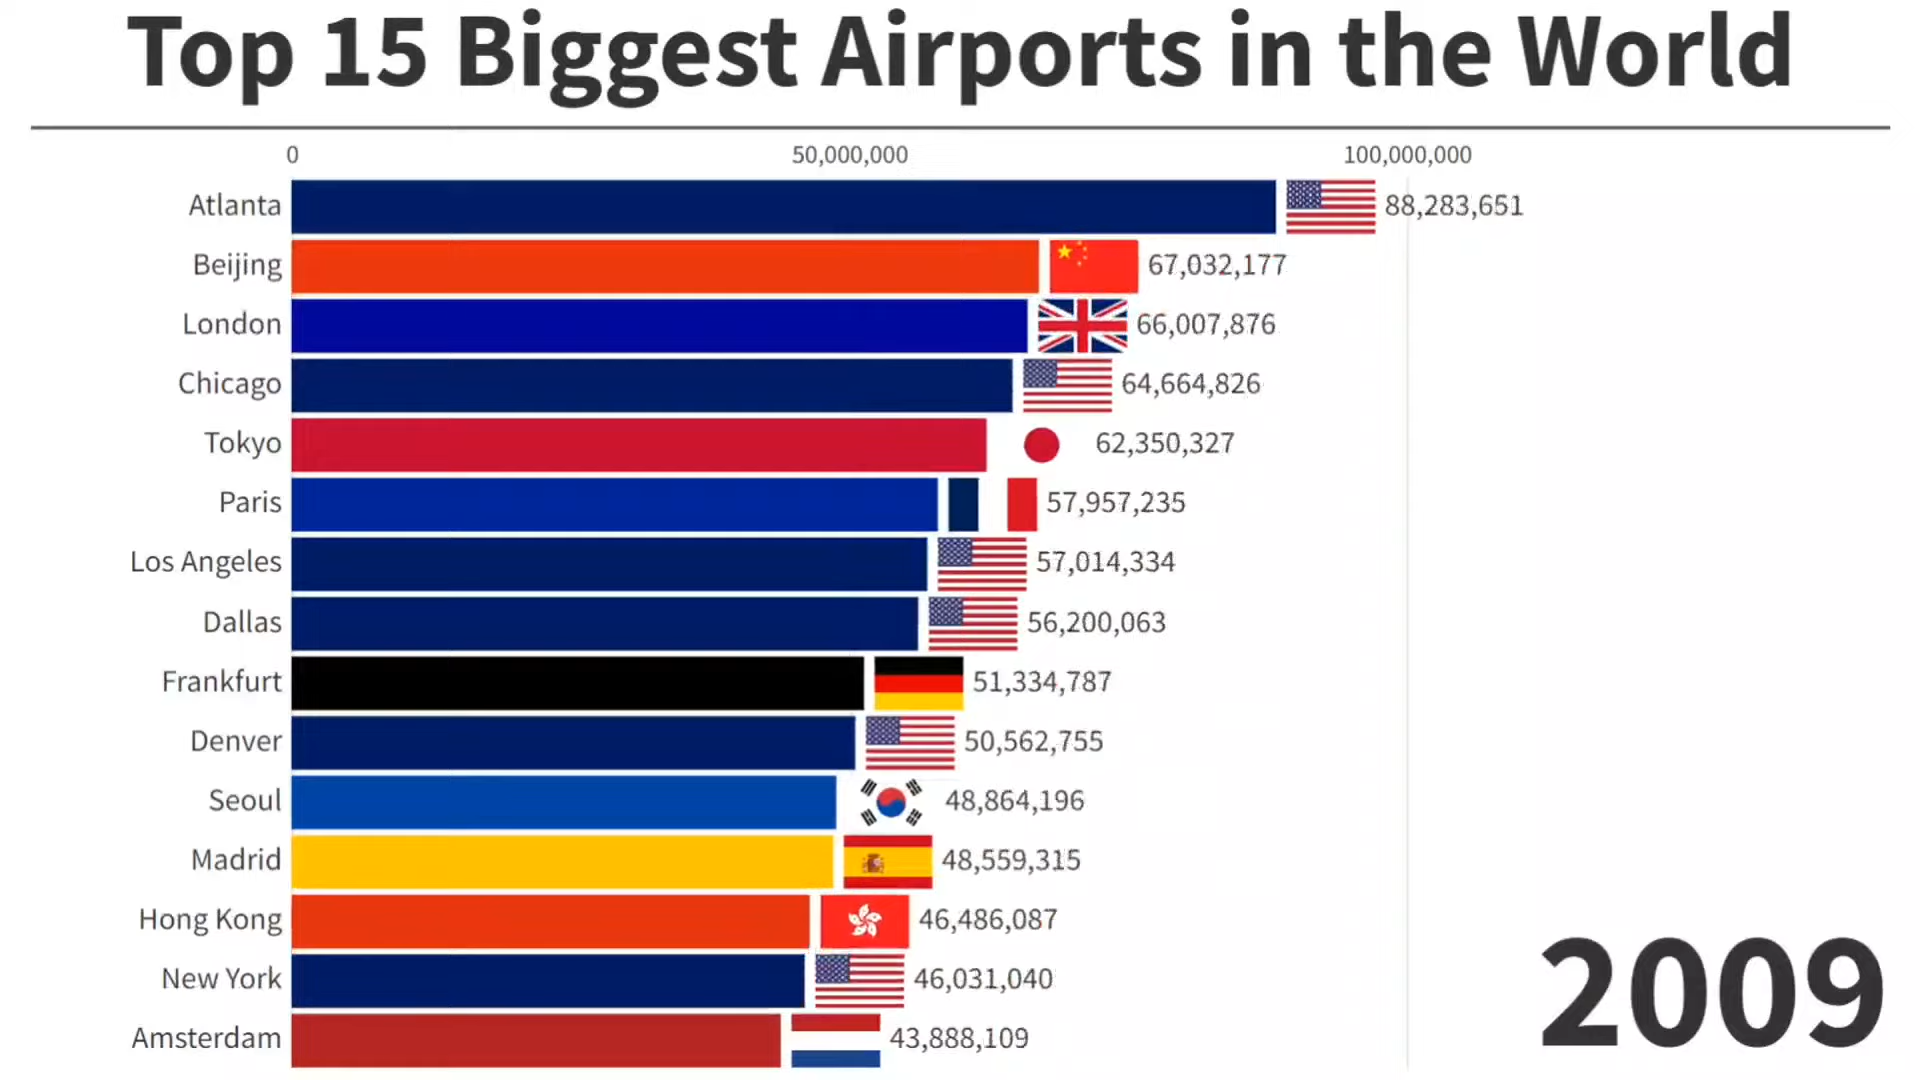 Top 15 Biggest Airports in the World
0 50,000,000 100,000,000
Atlanta 88,283,651
Beijing 67,032,177
London 66,007,876
Chicago 64,664,826
Tokyo 62,350,327
Paris 57,957,235
Los Angeles 57,014,334
Dallas 56,200,063
Frankfurt 51,334,787
Denver 50,562,755
Seoul 48,864,196
Madrid 48,559,315
Hong Kong 46,486,087
New York 46,031,040
Amsterdam 43,888,109
2009